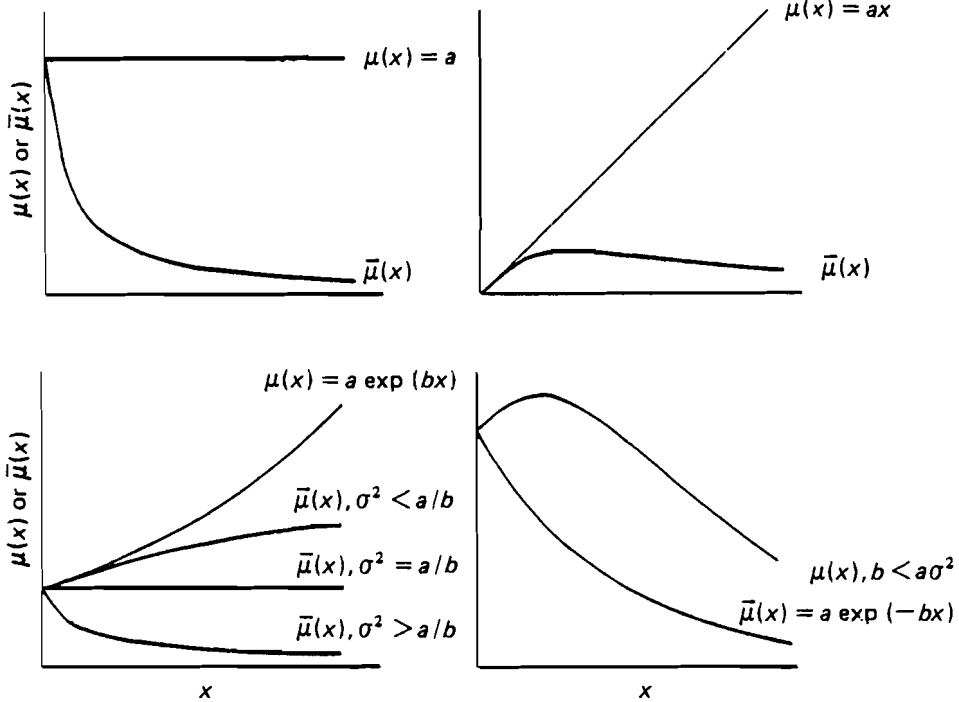 μ(x) = a
μ(x) = ax
μ(x) or μ̄(x)
μ̄(x)
μ̄(x)
μ(x) = a exp (bx)
μ̄(x), σ² < a/b
μ̄(x), σ² = a/b
μ̄(x), σ² > a/b
μ(x) or μ̄(x)
μ(x), b < aσ²
μ̄(x) = a exp (−bx)
x
x